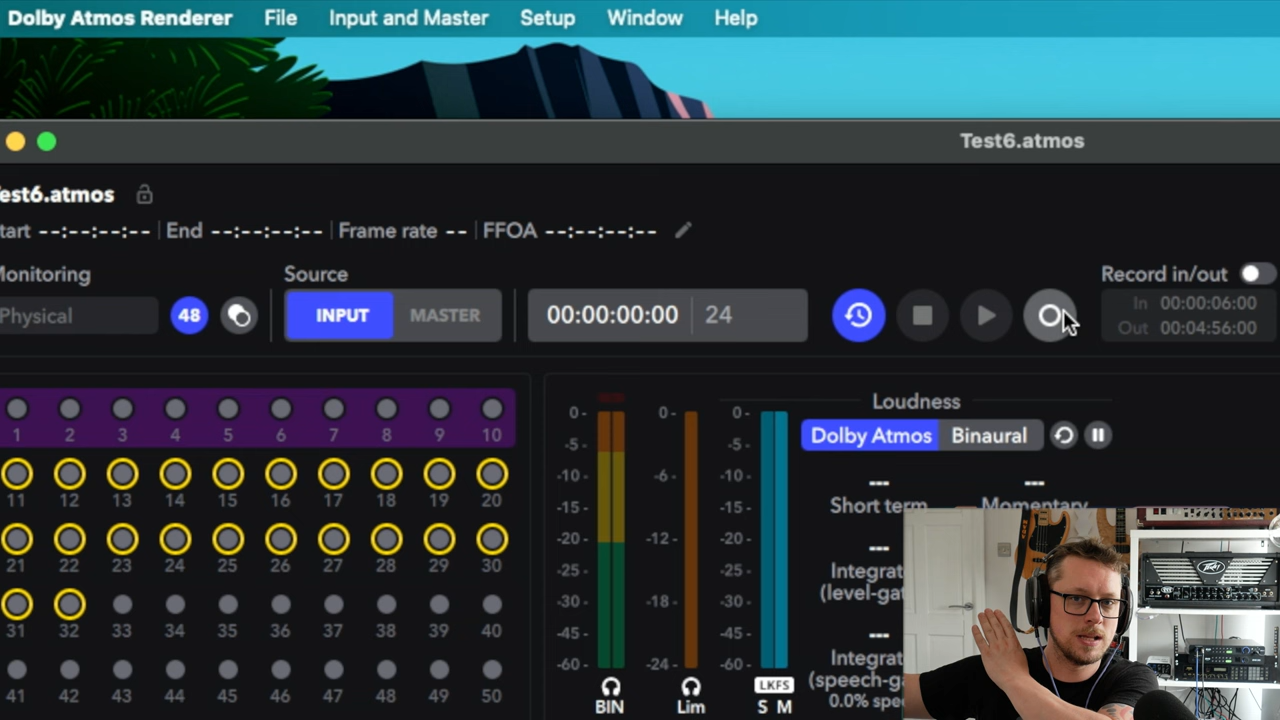 Dolby Atmos Renderer File Input and Master Setup Window Help
Test6.atmos
est6.atmos
tart --:--:--:-- End --:--:--:-- Frame rate -- FFOA --:--:--:--
Monitoring Source Record in/out
Physical 48 INPUT MASTER 00:00:00:00 24 In 00:00:06:00
Out 00:04:56:00
1 2 3 4 5 6 7 8 9 10
11 12 13 14 15 16 17 18 19 20
21 22 23 24 25 26 27 28 29 30
31 32 33 34 35 36 37 38 39 40
41 42 43 44 45 46 47 48 49 50
0- -5- -10- -15- -20- -25- -30- -45- -60-
BIN
0- -6- -12- -18- -24-
Lim
0- -5- -10- -15- -20- -25- -30- -45- -60-
LKFS
S M
Loudness
Dolby Atmos Binaural
--- ---
Short term Momentary
---
Integrat
(level-ga
---
Integrat
(speech-g
0.0% spe
PEAVEY